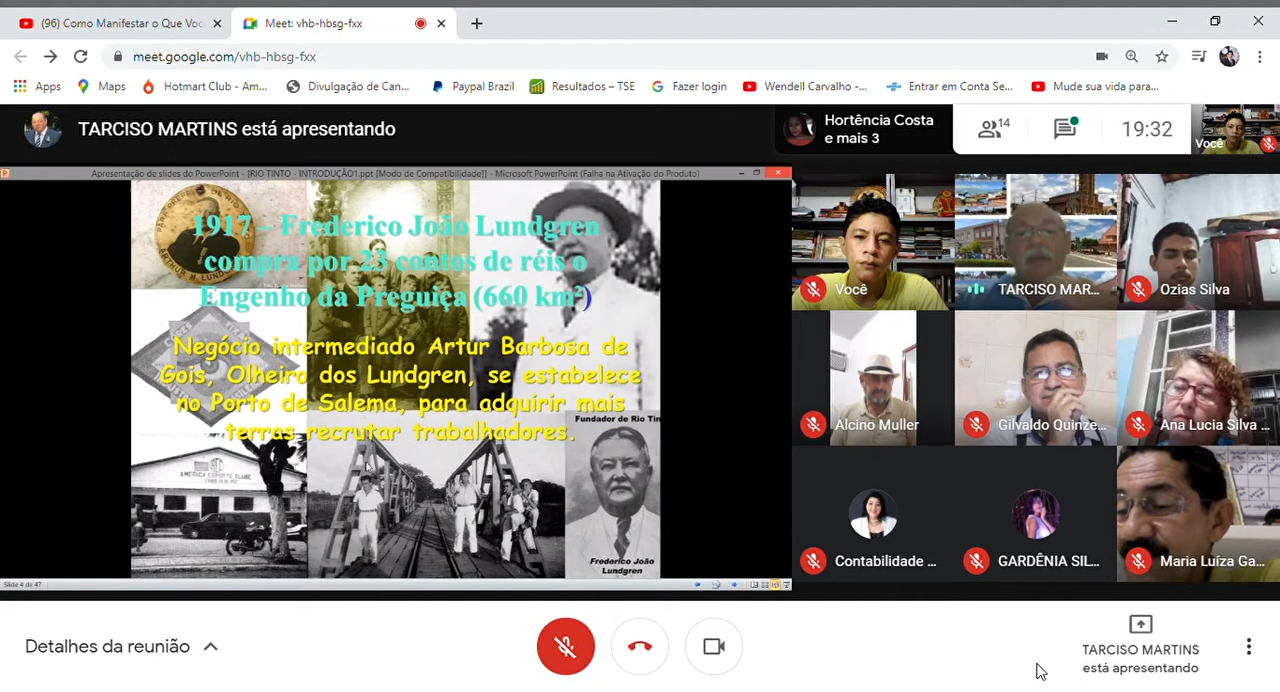 (96) Como Manifestar o Que Voc
Meet: vhb-hbsg-fxx
meet.google.com/vhb-hbsg-fxx
Apps
Maps
Hotmart Club - Am...
Divulgação de Can...
Paypal Brazil
Resultados – TSE
Fazer login
Wendell Carvalho -...
Entrar em Conta Se...
Mude sua vida para...
TARCISO MARTINS está apresentando
Hortência Costa
e mais 3
14
19:32
Você
Apresentação de slides do PowerPoint - [RIO TINTO - INTRODUÇÃO1.ppt [Modo de Compatibilidade]] - Microsoft PowerPoint (Falha na Ativação do Produto)
1917 – Frederico João Lundgren
compra por 23 contos de réis o
Engenho da Preguiça (660 km²)
Negócio intermediado Artur Barbosa de
Gois, Olheiro dos Lundgren, se estabelece
no Porto de Salema, para adquirir mais
terras recrutar trabalhadores.
Fundador de Rio Tin
AMÉRICA ESPORTE CLUBE
Frederico João
Lundgren
Slide 4 de 47
Você
TARCISO MAR...
Ozias Silva
Alcino Muller
Gilvaldo Quinze...
Ana Lucia Silva ...
Contabilidade ...
GARDÊNIA SIL...
Maria Luíza Ga...
Detalhes da reunião
TARCISO MARTINS
está apresentando